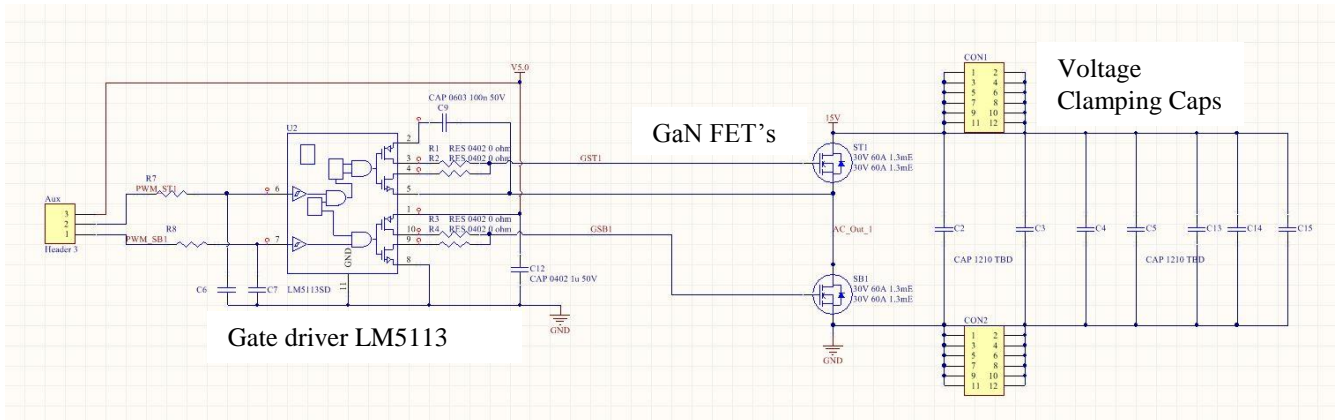 Voltage
Clamping Caps
GaN FET's
Gate driver LM5113
V5.0
CAP 0603 100n 50V
C9
U2
2
R1 RES 0402 0 ohm
R2 RES 0402 0 ohm
3
4
5
GST1
1
R3 RES 0402 0 ohm
R4 RES 0402 0 ohm
10
9
8
GSB1
R7
PWM_ST1
6
R8
PWM_SB1
7
Aux
3
2
1
Header 3
GND
11
LM5113SD
C6
C7
C12
CAP 0402 1u 50V
GND
15V
ST1
30V 60A 1.3mE
30V 60A 1.3mE
AC_Out_1
SB1
30V 60A 1.3mE
30V 60A 1.3mE
GND
CON1
1 2
3 4
5 6
7 8
9 10
11 12
C2
C3
C4
C5
C13
C14
C15
CAP 1210 TBD
CAP 1210 TBD
CON2
1 2
3 4
5 6
7 8
9 10
11 12